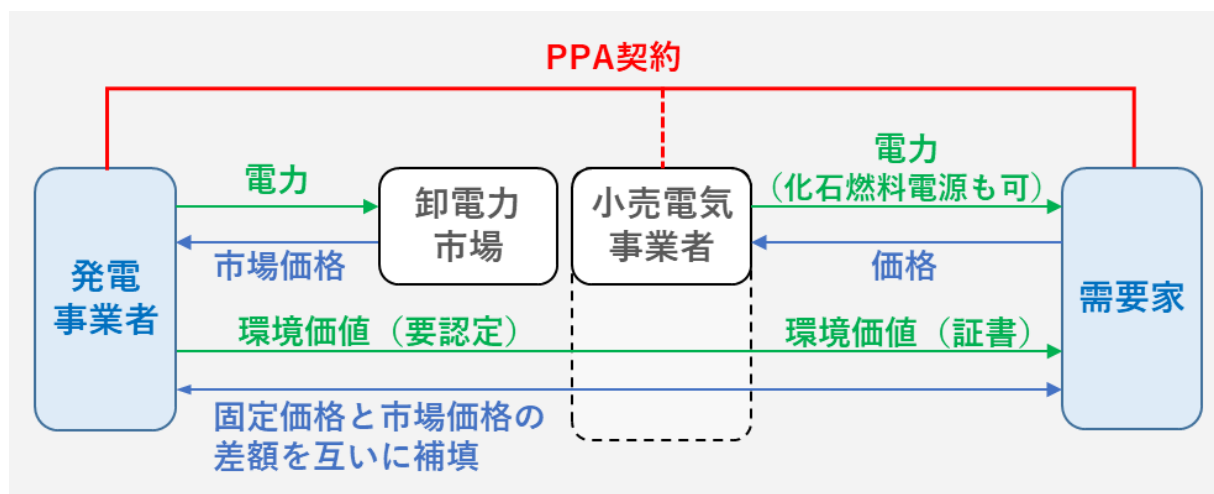 PPA契約
電力
電力
（化石燃料電源も可）
卸電力
市場
小売電気
事業者
市場価格
価格
発電
事業者
需要家
環境価値（要認定）
環境価値（証書）
固定価格と市場価格の
差額を互いに補填